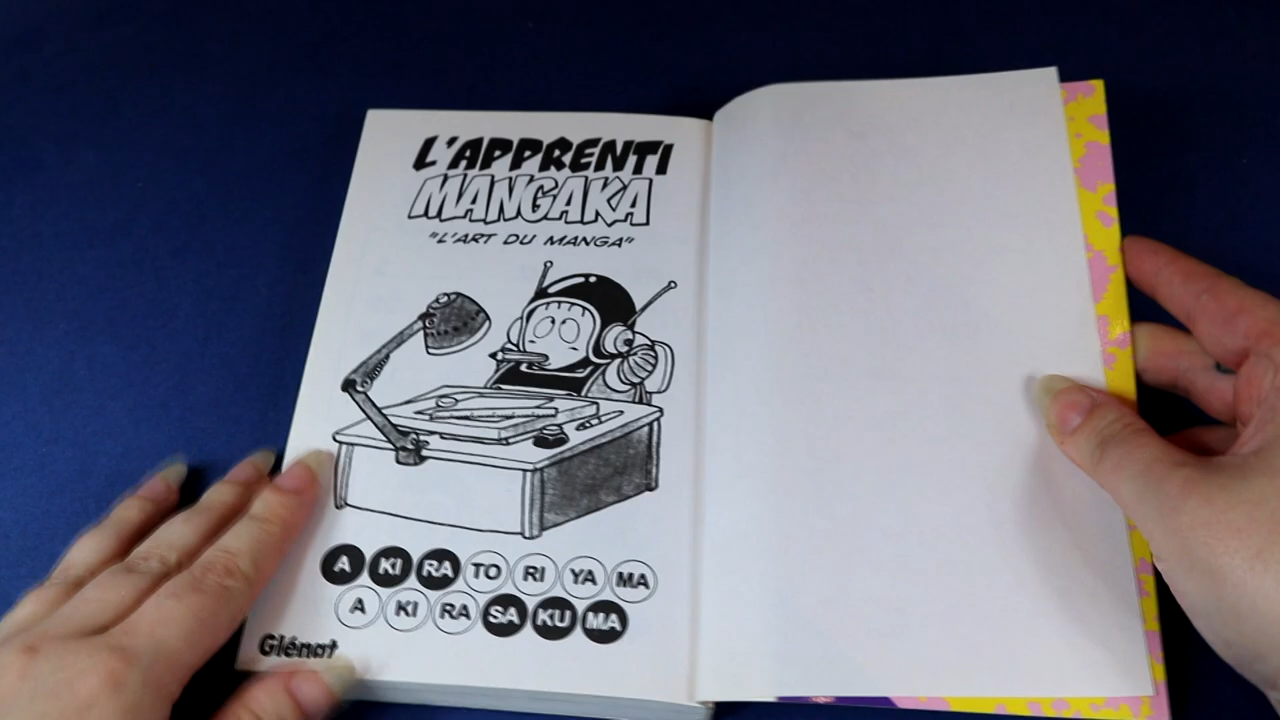 L'APPRENTI
MANGAKA
"L'ART DU MANGA"
A KI RA TO RI YA MA
A KI RA SA KU MA
Glénat